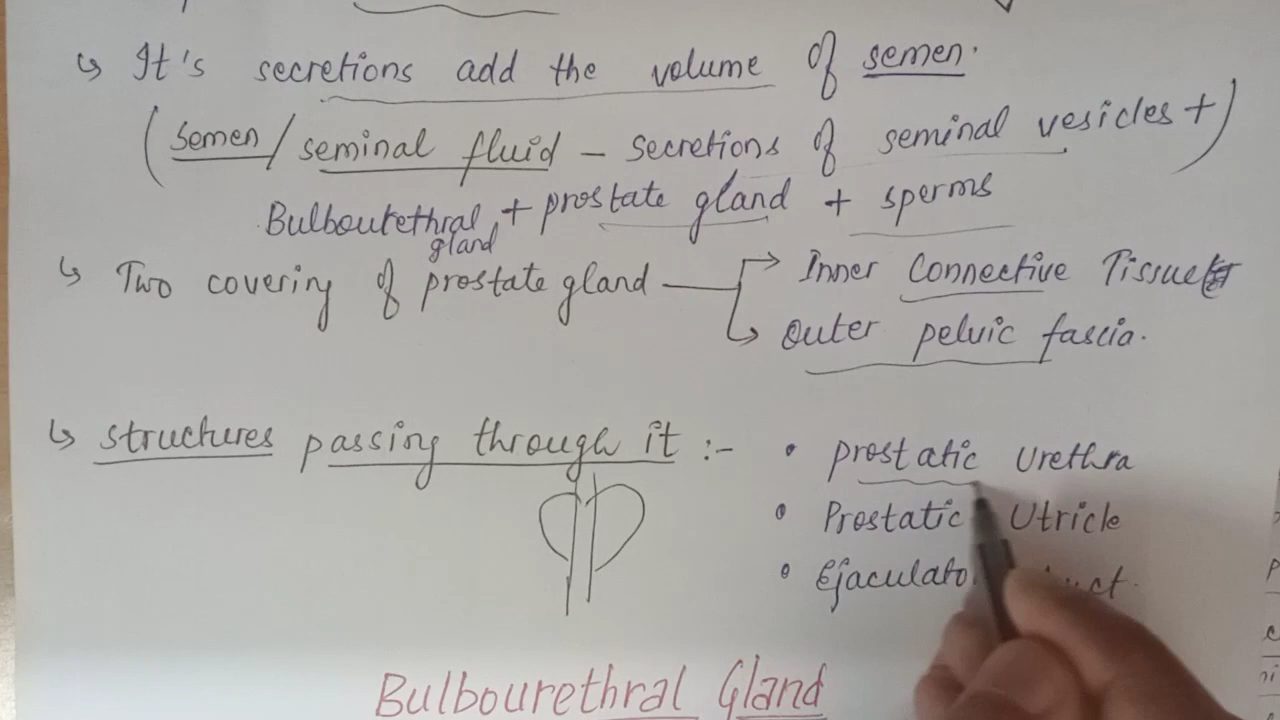 ↳ It's secretions add the volume of semen.
(Semen/seminal fluid – secretions of seminal vesicles +)
Bulbourethral gland + prostate gland + sperms
↳ Two covering of prostate gland → Inner Connective Tissue
→ Outer pelvic fascia.
↳ structures passing through it :- • Prostatic Urethra
• Prostatic Utricle
• Ejaculato
Bulbourethral Gland